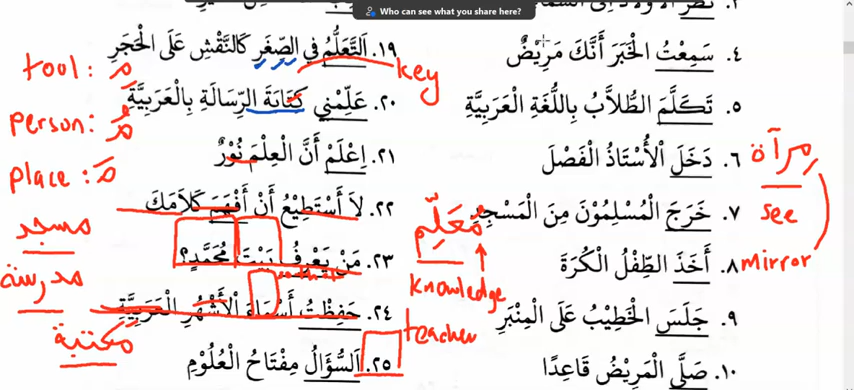 Who can see what you share here?
٤. سَمِعْتُ الْخَبَرَ أَنَّكَ مَرِيْضٌ
٥. تَكَلَّمَ الطُّلَّابُ بِاللُّغَةِ الْعَرَبِيَّةِ
٦. دَخَلَ الْأُسْتَاذُ الْفَصْلَ
٧. خَرَجَ الْمُسْلِمُوْنَ مِنَ الْمَسْجِدِ
٨. أَخَذَ الطِّفْلُ الْكُرَةَ
٩. جَلَسَ الْخَطِيْبُ عَلَى الْمِنْبَرِ
١٠. صَلَّى الْمَرِيْضُ قَاعِدًا
١٩. اَلتَّعَلُّمُ فِي الصِّغَرِ كَالنَّقْشِ عَلَى الْحَجَرِ
٢٠. عَلِّمْنِي كِتَابَةَ الرِّسَالَةِ بِالْعَرَبِيَّةِ
٢١. اِعْلَمْ أَنَّ الْعِلْمَ نُوْرٌ
٢٢. لَا أَسْتَطِيْعُ أَنْ أَفْهَمَ كَلَامَكَ
٢٣. مَن يَعْرِفُ بَيْتَ مُحَمَّدٍ؟
٢٤. حَفِظْتُ أَسْمَاءَ الْأَشْهُرِ الْعَرَبِيَّةِ
٢٥. اَلسُّؤَالُ مِفْتَاحُ الْعُلُوْمِ
مِرآة
see
mirror
key
مُعَلِّم
knowledge
teacher
tool: مِ
person: مُ
place: مَ
مسجد
مدرسة
مكتبة